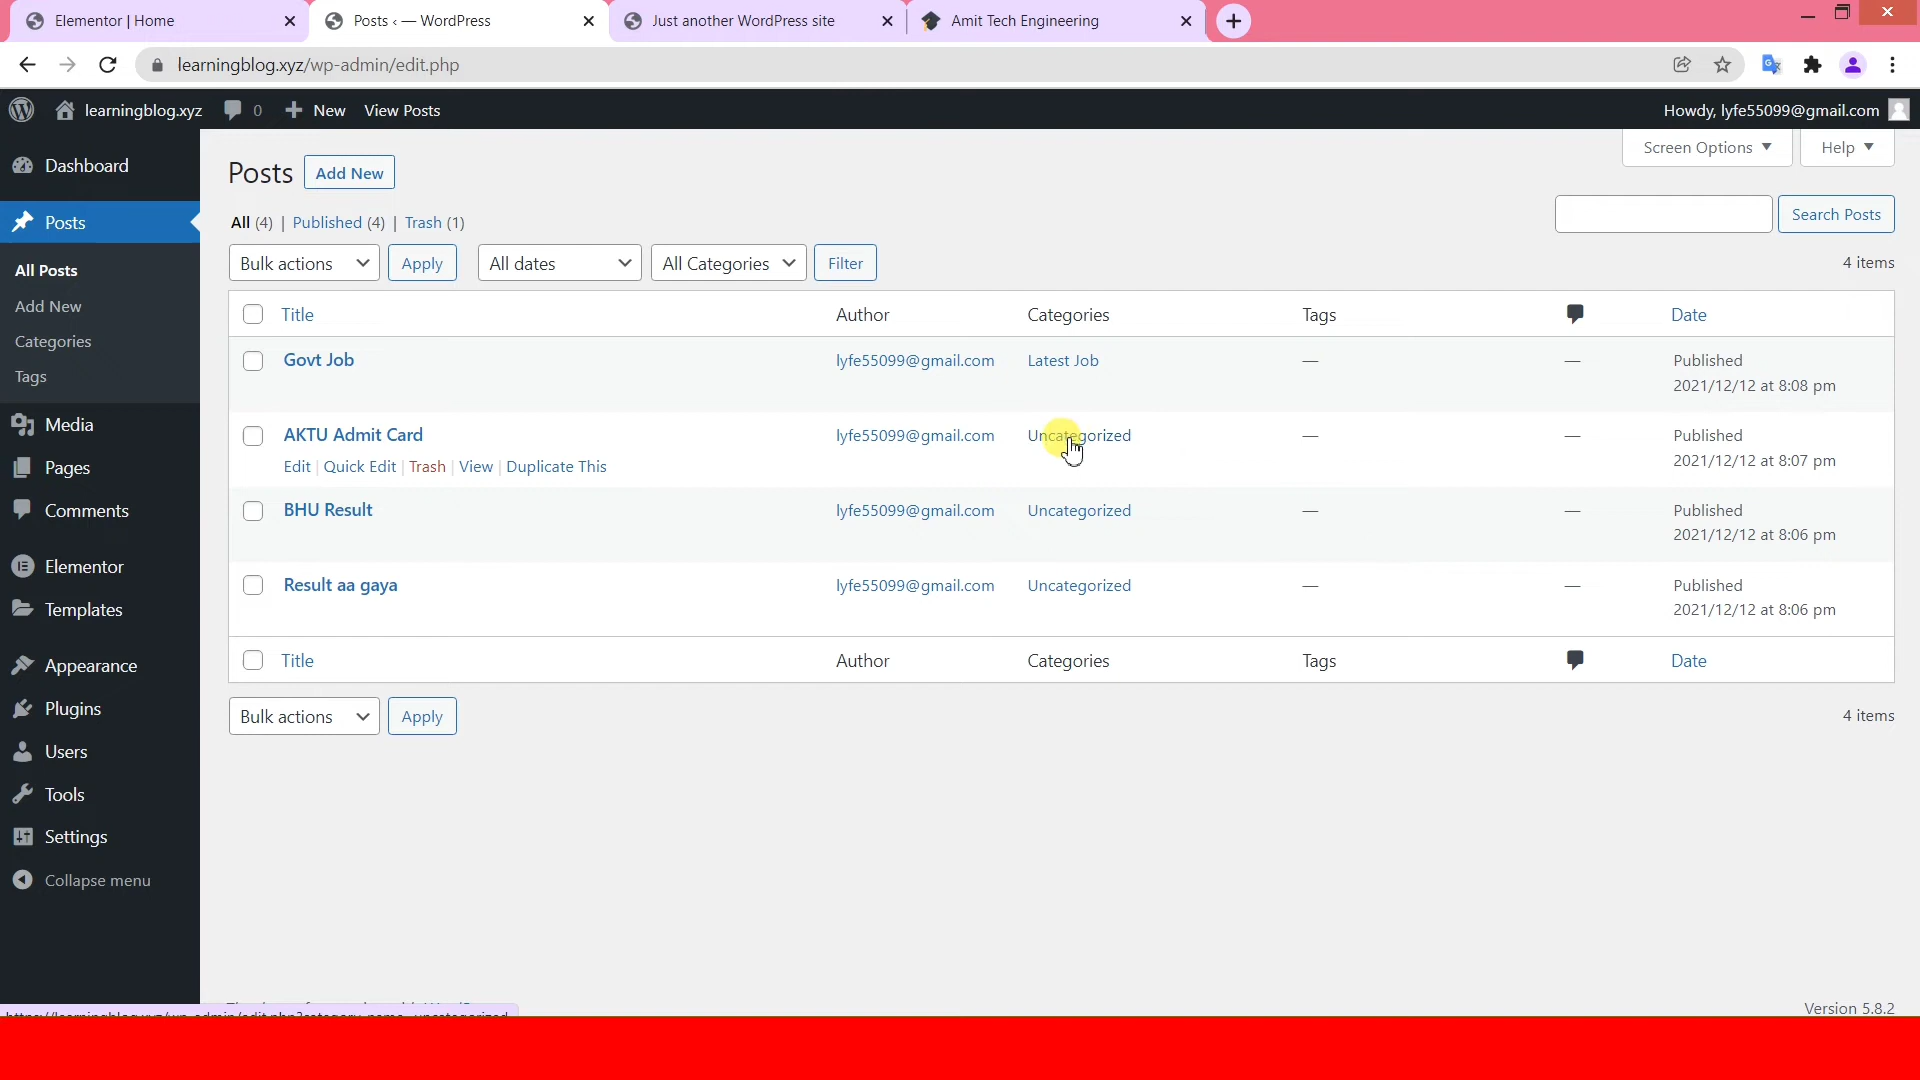 Elementor | Home
Posts ‹ — WordPress
Just another WordPress site
Amit Tech Engineering
learningblog.xyz/wp-admin/edit.php
learningblog.xyz 0 New View Posts
Howdy, lyfe55099@gmail.com
Dashboard
Posts
All Posts
Add New
Categories
Tags
Media
Pages
Comments
Elementor
Templates
Appearance
Plugins
Users
Tools
Settings
Collapse menu
Screen Options Help
Posts Add New
All (4) | Published (4) | Trash (1)
Search Posts
Bulk actions Apply All dates All Categories Filter
4 items
Title Author Categories Tags Date
Govt Job lyfe55099@gmail.com Latest Job — — Published
2021/12/12 at 8:08 pm
AKTU Admit Card lyfe55099@gmail.com Uncategorized — — Published
Edit | Quick Edit | Trash | View | Duplicate This 2021/12/12 at 8:07 pm
BHU Result lyfe55099@gmail.com Uncategorized — — Published
2021/12/12 at 8:06 pm
Result aa gaya lyfe55099@gmail.com Uncategorized — — Published
2021/12/12 at 8:06 pm
Title Author Categories Tags Date
Bulk actions Apply
4 items
Version 5.8.2